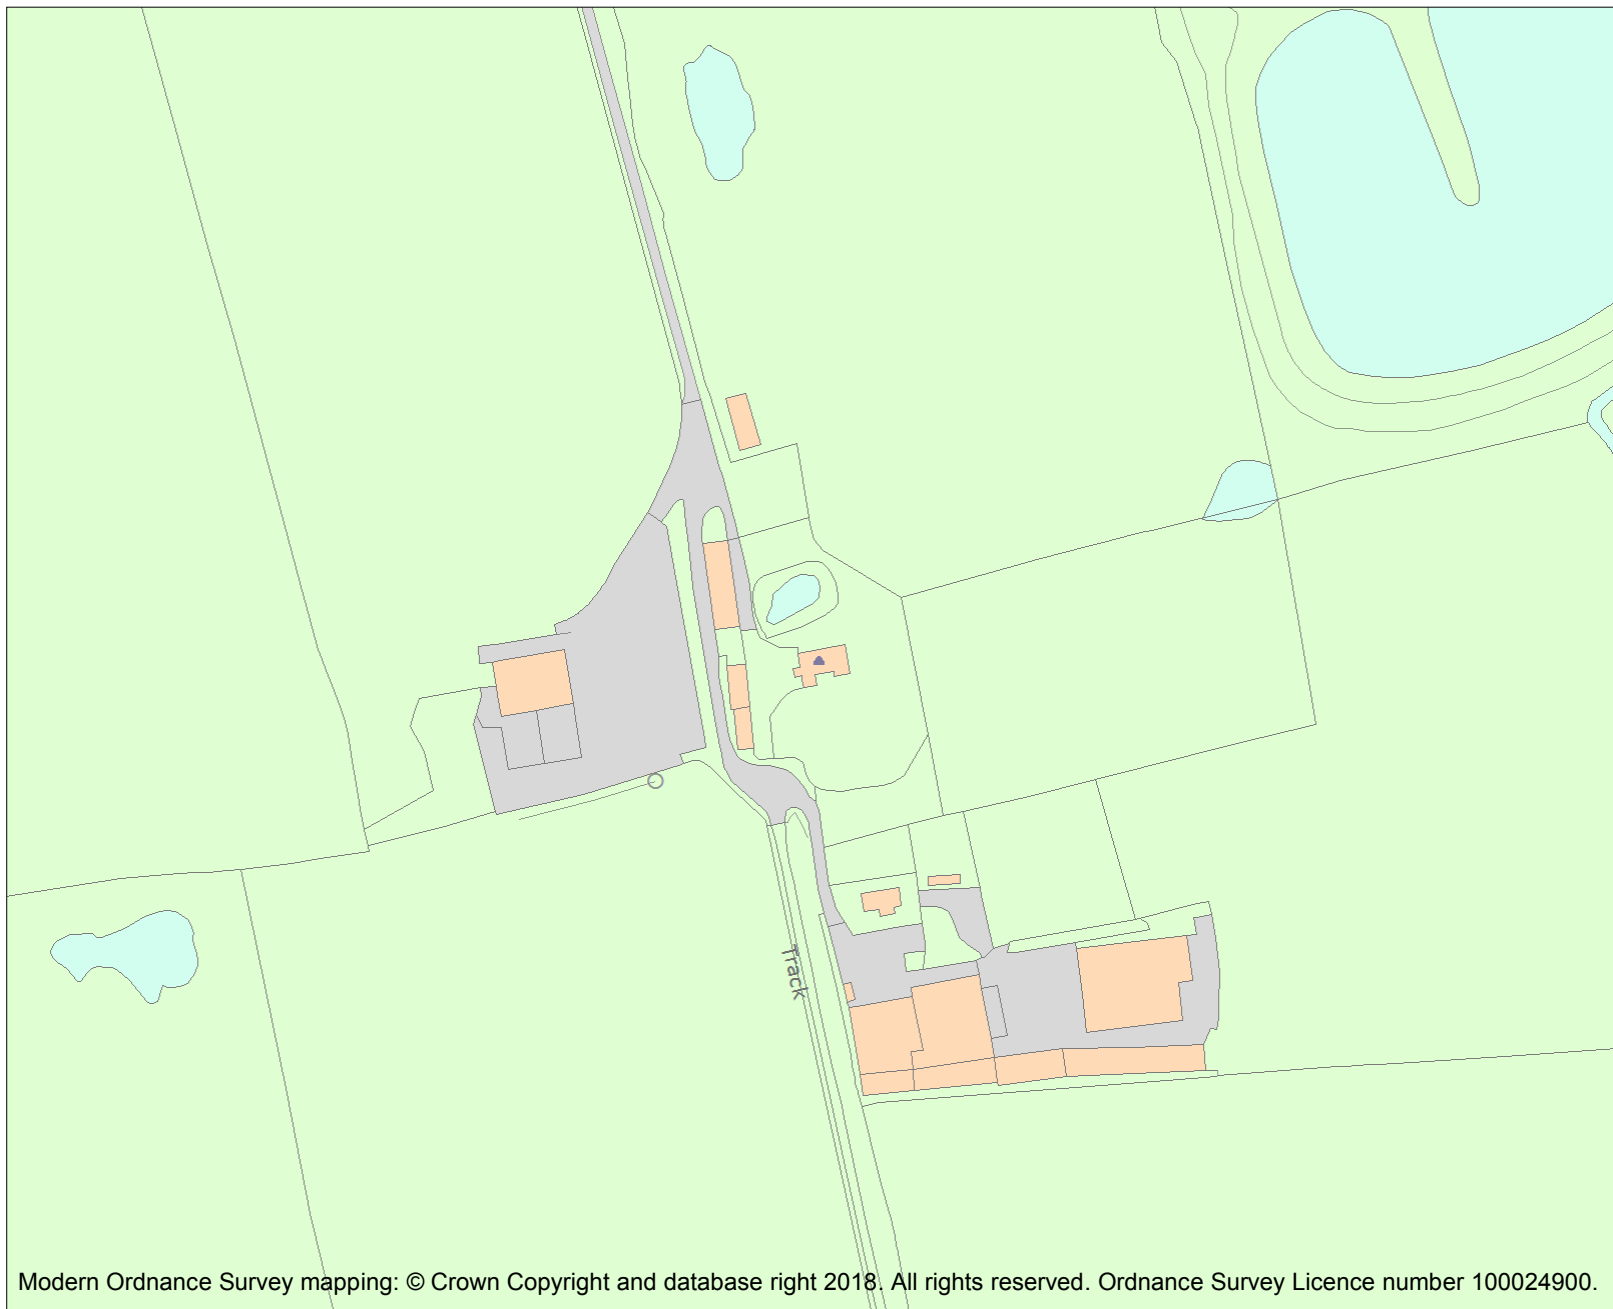 Track
Modern Ordnance Survey mapping: © Crown Copyright and database right 2018. All rights reserved. Ordnance Survey Licence number 100024900.